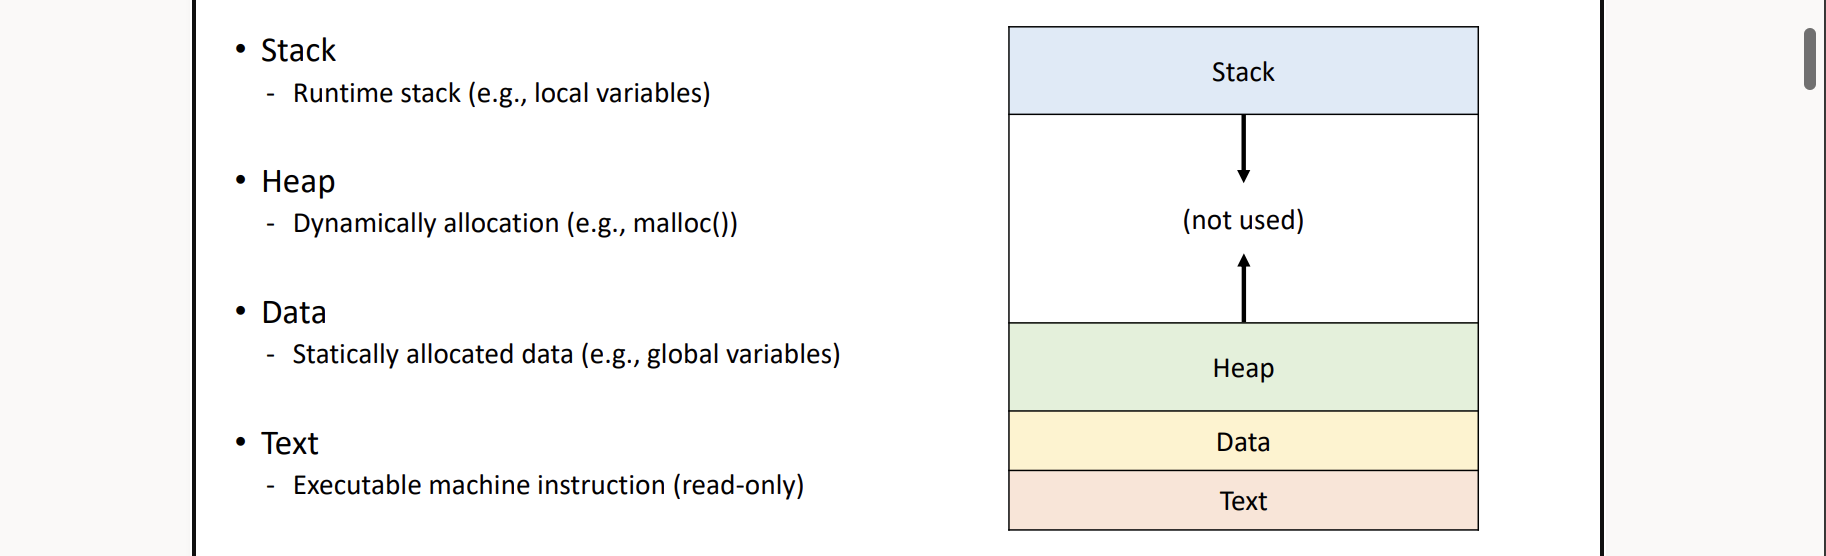 • Stack
- Runtime stack (e.g., local variables)
• Heap
- Dynamically allocation (e.g., malloc())
• Data
- Statically allocated data (e.g., global variables)
• Text
- Executable machine instruction (read-only)
Stack
(not used)
Heap
Data
Text